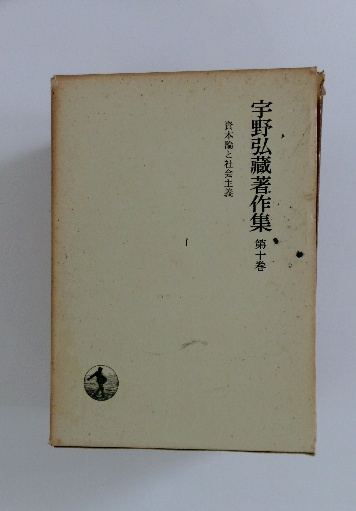 宇野弘蔵著作集 第十巻
資本論と社会主義